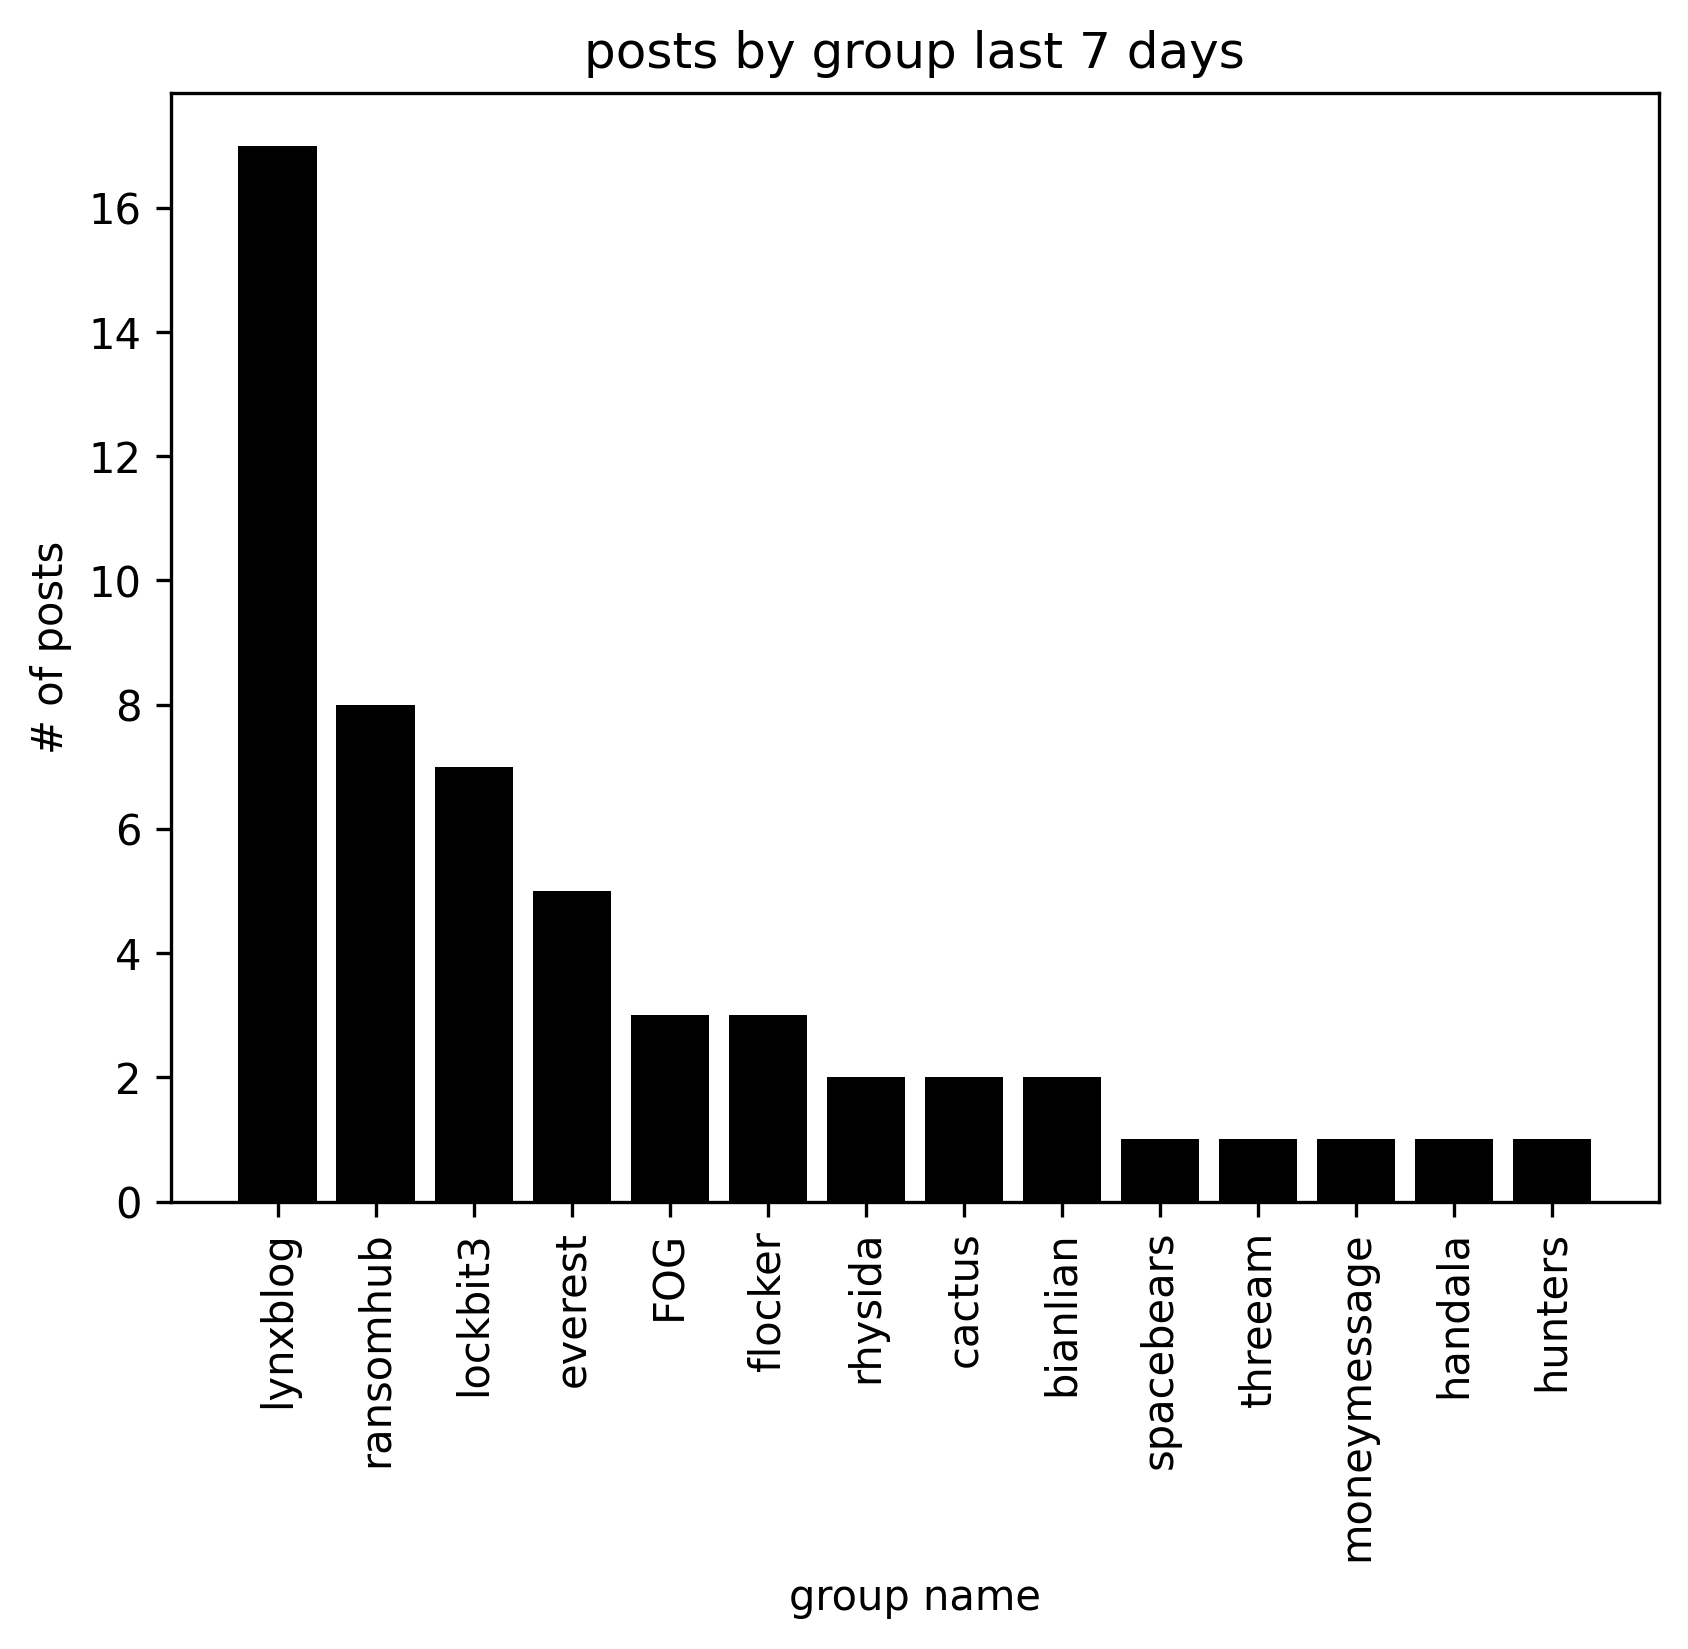 posts by group last 7 days
# of posts
16
14
12
10
8
6
4
2
0
lynxblog
ransomhub
lockbit3
everest
FOG
flocker
rhysida
cactus
bianlian
spacebears
threeam
moneymessage
handala
hunters
group name